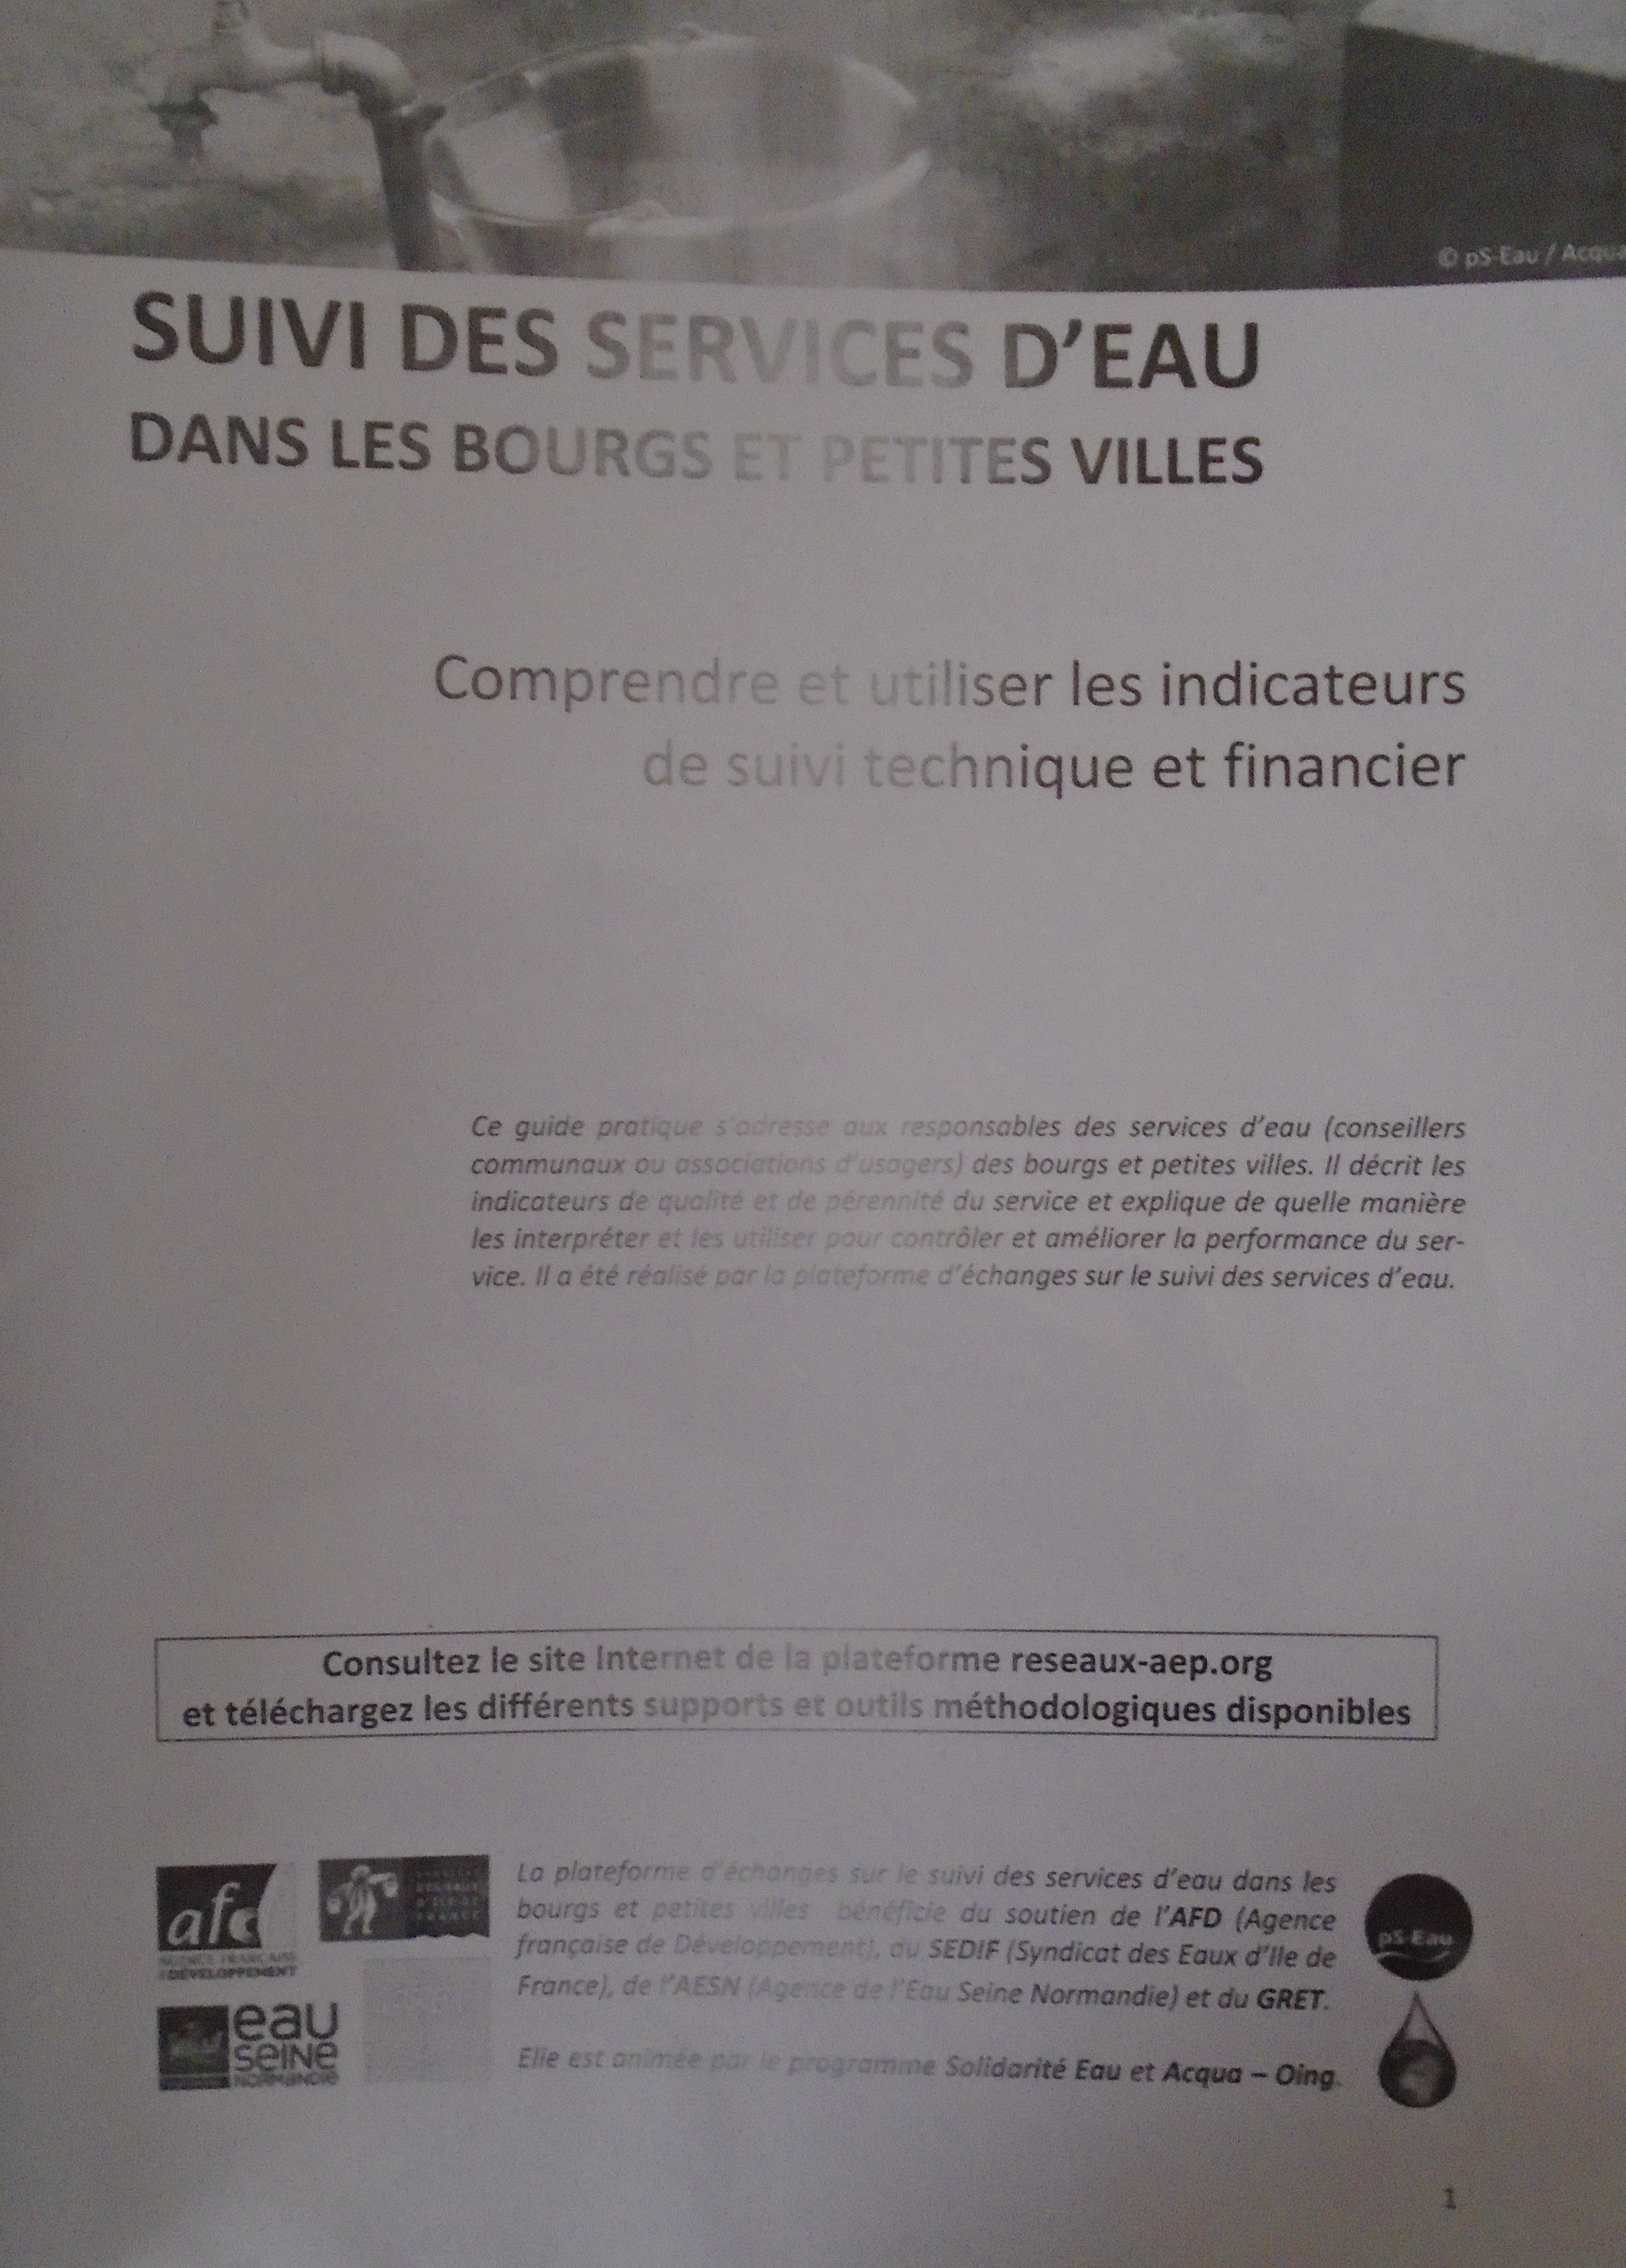 © pS-Eau / Acqua
SUIVI DES SERVICES D'EAU
DANS LES BOURGS ET PETITES VILLES
Comprendre et utiliser les indicateurs
de suivi technique et financier
Ce guide pratique s'adresse aux responsables des services d'eau (conseillers
communaux ou associations d'usagers) des bourgs et petites villes. Il décrit les
indicateurs de qualité et de pérennité du service et explique de quelle manière
les interpréter et les utiliser pour contrôler et améliorer la performance du ser-
vice. Il a été réalisé par la plateforme d'échanges sur le suivi des services d'eau.
Consultez le site Internet de la plateforme reseaux-aep.org
et téléchargez les différents supports et outils méthodologiques disponibles
La plateforme d'échanges sur le suivi des services d'eau dans les
bourgs et petites villes bénéficie du soutien de l'AFD (Agence
française de Développement), du SEDIF (Syndicat des Eaux d'Ile de
France), de l'AESN (Agence de l'Eau Seine Normandie) et du GRET.
Elle est animée par le programme Solidarité Eau et Acqua – Oing.
AGENCE FRANÇAISE
DÉVELOPPEMENT
eau
seine
NORMANDIE
pS-Eau
1